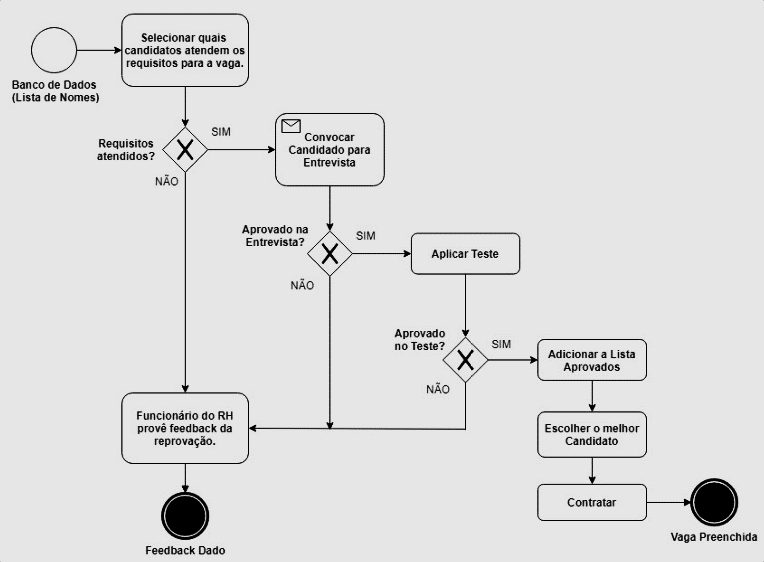 Selecionar quais
candidatos atendem os
requisitos para a vaga.
Banco de Dados
(Lista de Nomes)
Requisitos
atendidos?
SIM
NÃO
Convocar
Candidado para
Entrevista
Aprovado na
Entrevista?
SIM
NÃO
Aplicar Teste
Aprovado
no Teste?
SIM
NÃO
Adicionar a Lista
Aprovados
Funcionário do RH
provê feedback da
reprovação.
Escolher o melhor
Candidato
Contratar
Feedback Dado
Vaga Preenchida